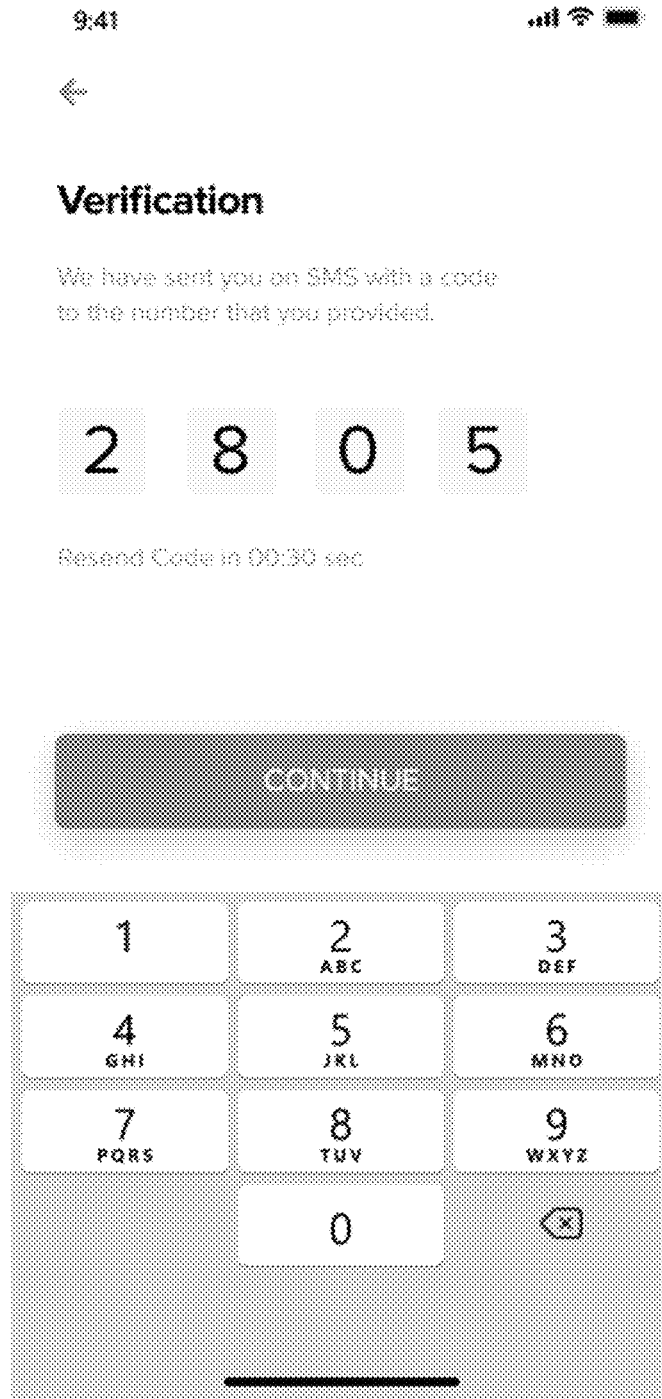 9:41
Verification
We have sent you on SMS with a code
to the number that you provided.
2 8 0 5
Resend Code in 00:30 sec
CONTINUE
1 2 3
ABC DEF
4 5 6
GHI JKL MNO
7 8 9
PQRS TUV WXYZ
0